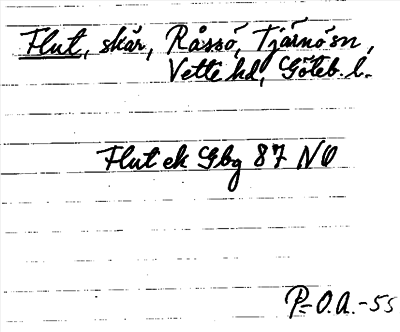 Flut, skär, Råssö, Tjärnö sn,
Vette hd, Göteb. l.
Flut ek Gbg 87 NO
P-O.A.-55